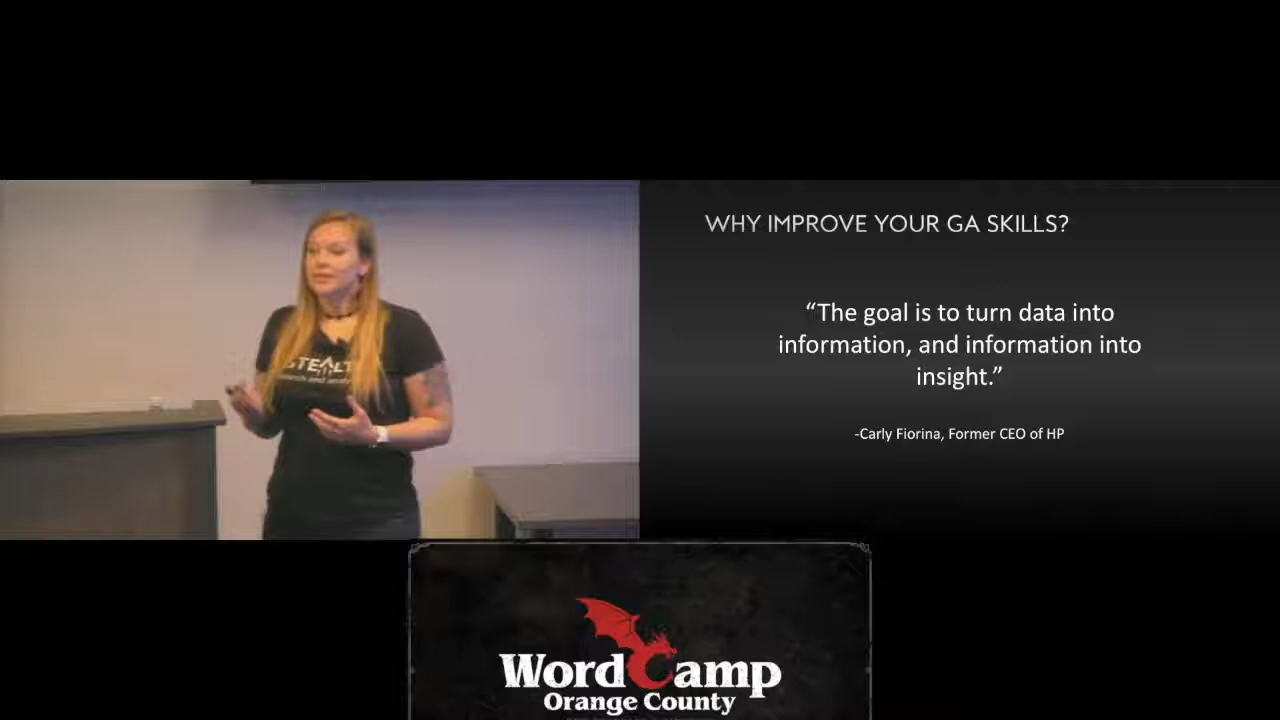 WHY IMPROVE YOUR GA SKILLS?
“The goal is to turn data into
information, and information into
insight.”
-Carly Fiorina, Former CEO of HP
STEALT
WordCamp
Orange County